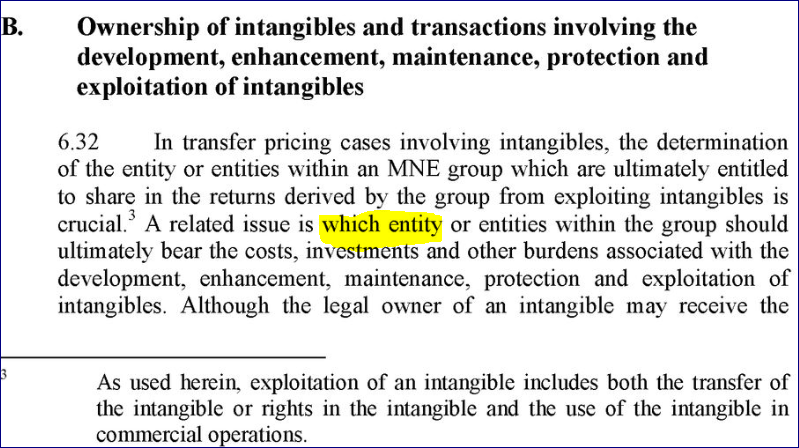 B. Ownership of intangibles and transactions involving the
development, enhancement, maintenance, protection and
exploitation of intangibles
6.32 In transfer pricing cases involving intangibles, the determination
of the entity or entities within an MNE group which are ultimately entitled
to share in the returns derived by the group from exploiting intangibles is
crucial.3 A related issue is which entity or entities within the group should
ultimately bear the costs, investments and other burdens associated with the
development, enhancement, maintenance, protection and exploitation of
intangibles. Although the legal owner of an intangible may receive the
3
As used herein, exploitation of an intangible includes both the transfer of
the intangible or rights in the intangible and the use of the intangible in
commercial operations.